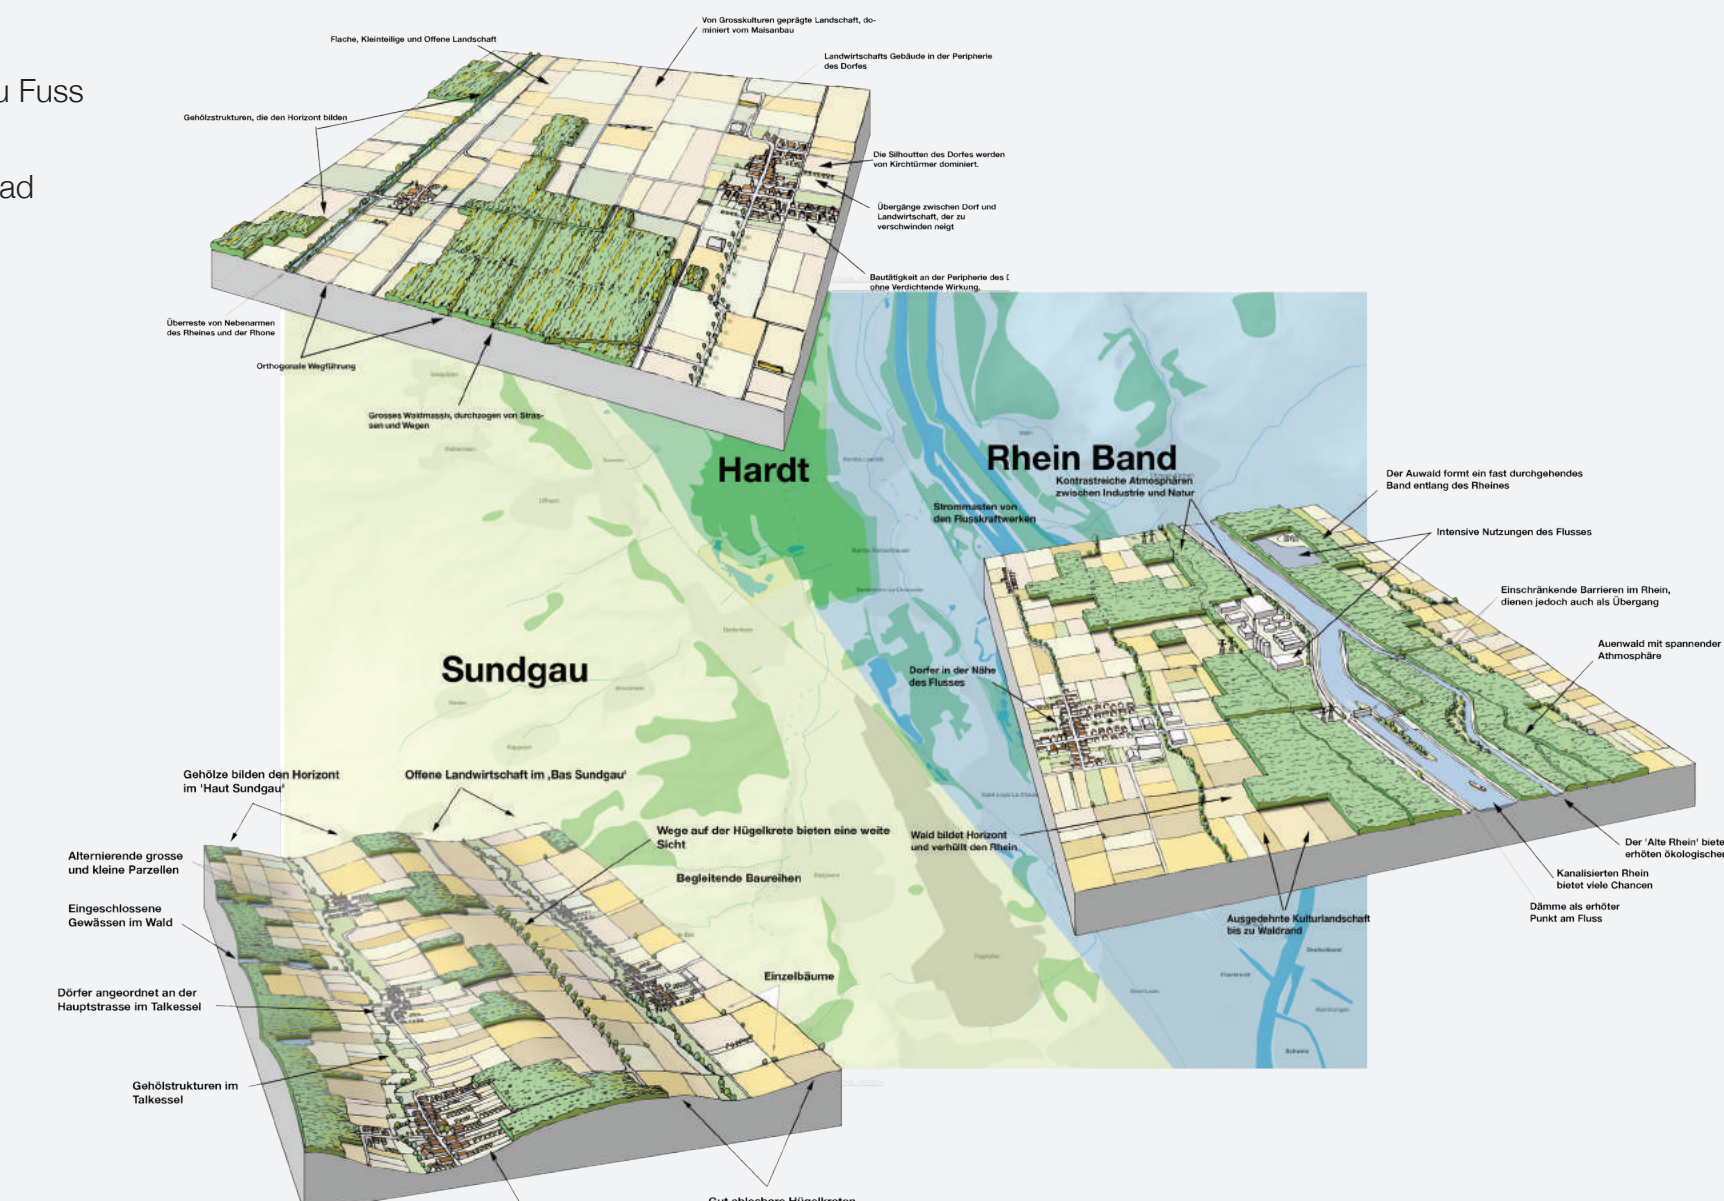 u Fuss
ad
Von Grosskulturen geprägte Landschaft, do-
miniert vom Maisanbau
Flache, Kleinteilige und Offene Landschaft
Landwirtschafts Gebäude in der Peripherie
des Dorfes
Gehölzstrukturen, die den Horizont bilden
Die Silhoutten des Dorfes werden
von Kirchtürmer dominiert.
Übergänge zwischen Dorf und
Landwirtschaft, der zu
verschwinden neigt
Bautätigkeit an der Peripherie des
ohne Verdichtende Wirkung.
Überreste von Nebenarmen
des Rheines und der Rhone
Orthogonale Wegführung
Grosses Waldmassiv, durchzogen von Stras-
sen und Wegen
Hardt
Rhein Band
Kontrastreiche Atmosphären
zwischen Industrie und Natur
Strommasten von
den Flusskraftwerken
Der Auwald formt ein fast durchgehendes
Band entlang des Rheines
Intensive Nutzungen des Flusses
Einschränkende Barrieren im Rhein,
dienen jedoch auch als Übergang
Auenwald mit spannender
Athmosphäre
Dorfer in der Nähe
des Flusses
Wald bildet Horizont
und verhüllt den Rhein
Der 'Alte Rhein' biete
erhöten ökologischer
Kanalisierten Rhein
bietet viele Chancen
Dämme als erhöter
Punkt am Fluss
Ausgedehnte Kulturlandschaft
bis zu Waldrand
Sundgau
Gehölze bilden den Horizont
im 'Haut Sundgau'
Offene Landwirtschaft im ‚Bas Sundgau'
Wege auf der Hügelkrete bieten eine weite
Sicht
Begleitende Baureihen
Alternierende grosse
und kleine Parzellen
Eingeschlossene
Gewässen im Wald
Einzelbäume
Dörfer angeordnet an der
Hauptstrasse im Talkessel
Gehölstrukturen im
Talkessel
Gut ablesbare Hügelkreten